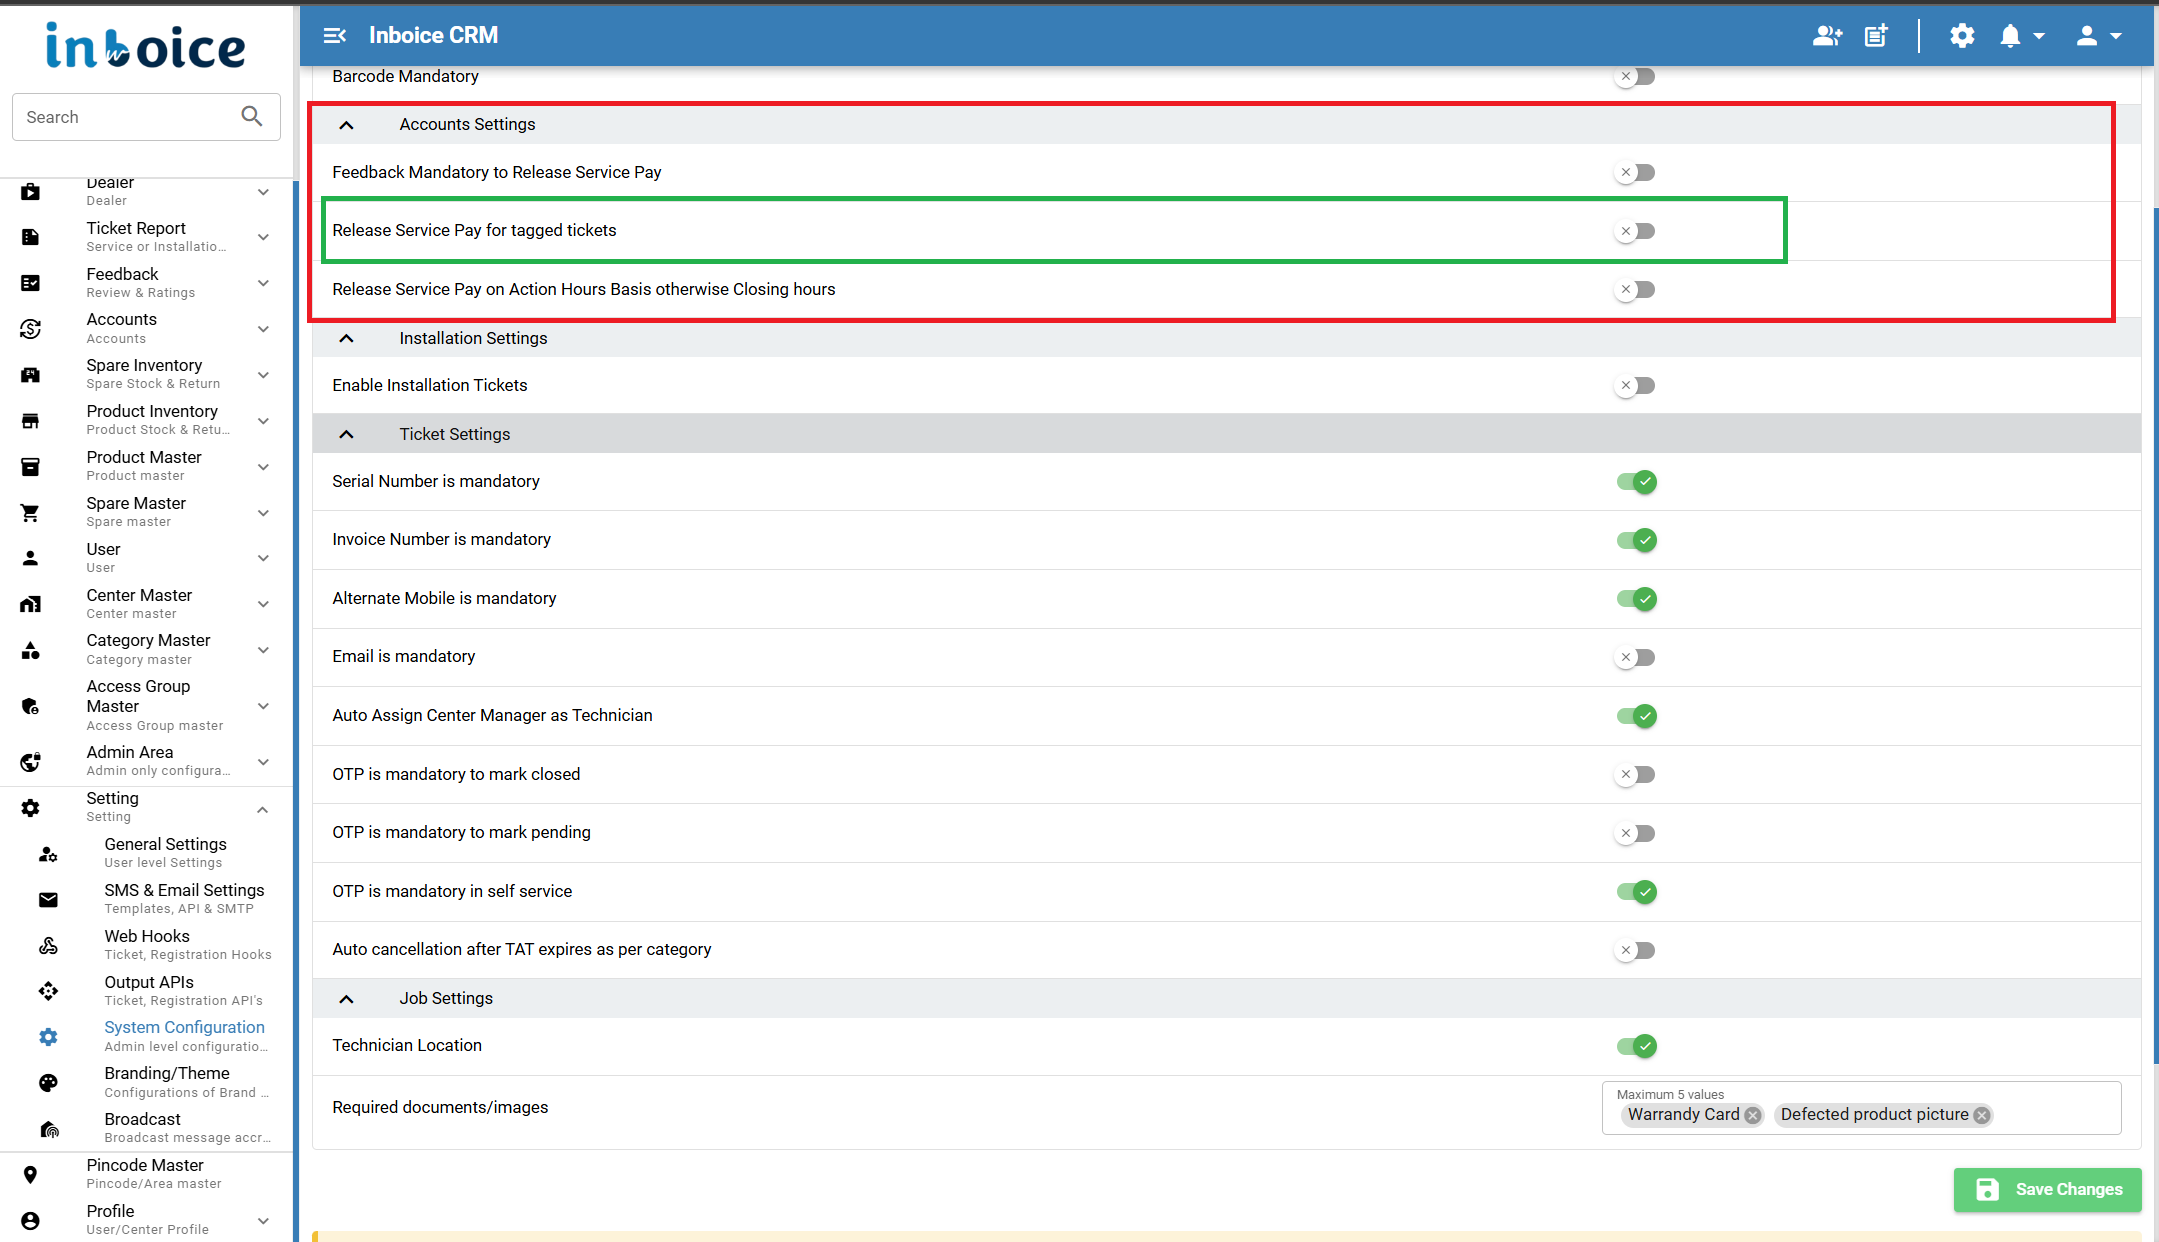 inboice
Search
Dealer
Dealer
Ticket Report
Service or Installatio...
Feedback
Review & Ratings
Accounts
Accounts
Spare Inventory
Spare Stock & Return
Product Inventory
Product Stock & Retu...
Product Master
Product master
Spare Master
Spare master
User
User
Center Master
Center master
Category Master
Category master
Access Group
Master
Access Group master
Admin Area
Admin only configura...
Setting
Setting
General Settings
User level Settings
SMS & Email Settings
Templates, API & SMTP
Web Hooks
Ticket, Registration Hooks
Output APIs
Ticket, Registration API's
System Configuration
Admin level configuratio...
Branding/Theme
Configurations of Brand ...
Broadcast
Broadcast message accr...
Pincode Master
Pincode/Area master
Profile
User/Center Profile
Inboice CRM
Barcode Mandatory
Accounts Settings
Feedback Mandatory to Release Service Pay
Release Service Pay for tagged tickets
Release Service Pay on Action Hours Basis otherwise Closing hours
Installation Settings
Enable Installation Tickets
Ticket Settings
Serial Number is mandatory
Invoice Number is mandatory
Alternate Mobile is mandatory
Email is mandatory
Auto Assign Center Manager as Technician
OTP is mandatory to mark closed
OTP is mandatory to mark pending
OTP is mandatory in self service
Auto cancellation after TAT expires as per category
Job Settings
Technician Location
Required documents/images
Maximum 5 values
Warrandy Card Defected product picture
Save Changes